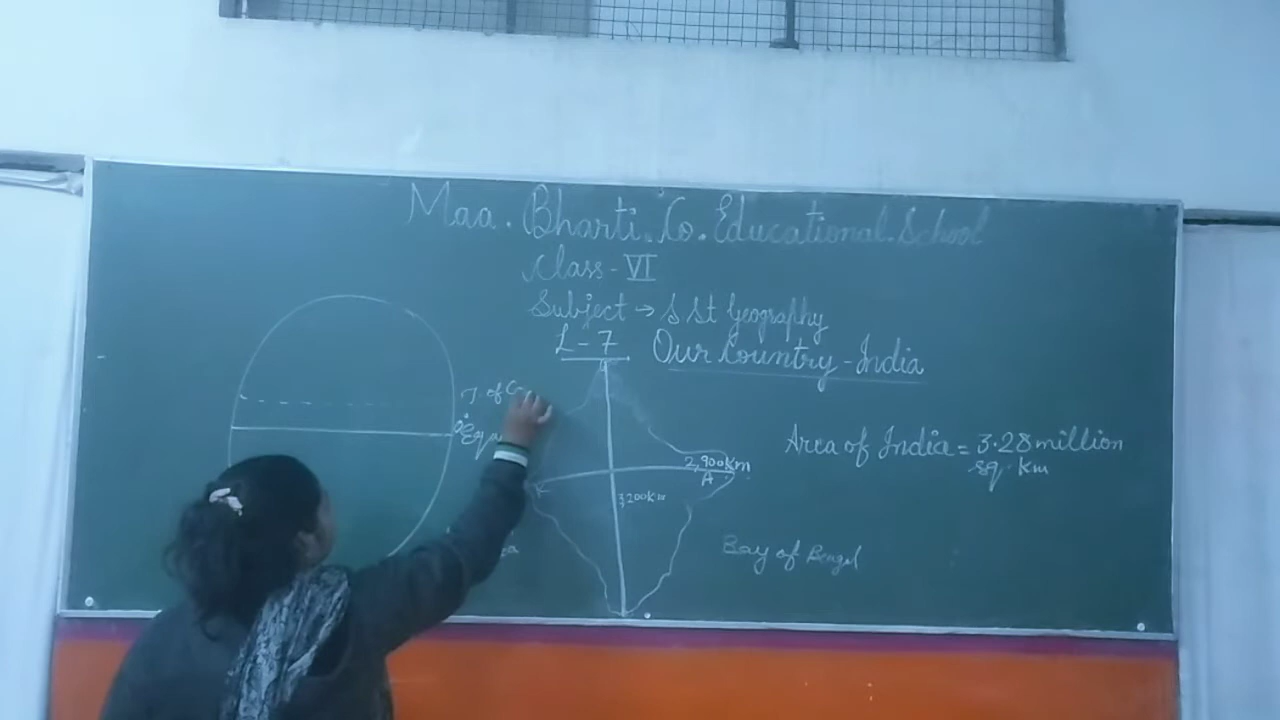 Maa. Bharti. Co. Educational. School
Class - VI
Subject → S St Geography
L - 7 Our Country - India
T. of C
0°
Area of India = 3.28 million
sq km
2,900km
A
3,200km
Bay of Bengal